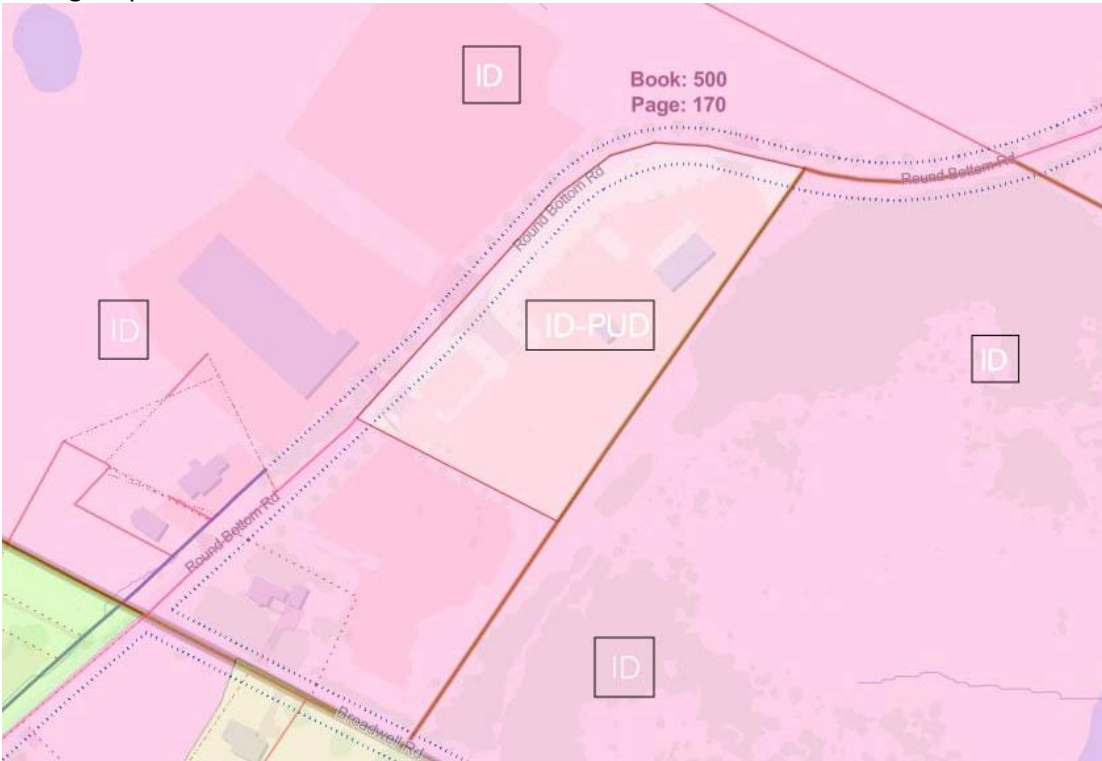 ID
Book: 500
Page: 170
Round Bottom Rd
Round Bottom Rd
ID
ID-PUD
ID
Round Bottom Rd
ID
Broadwell Rd